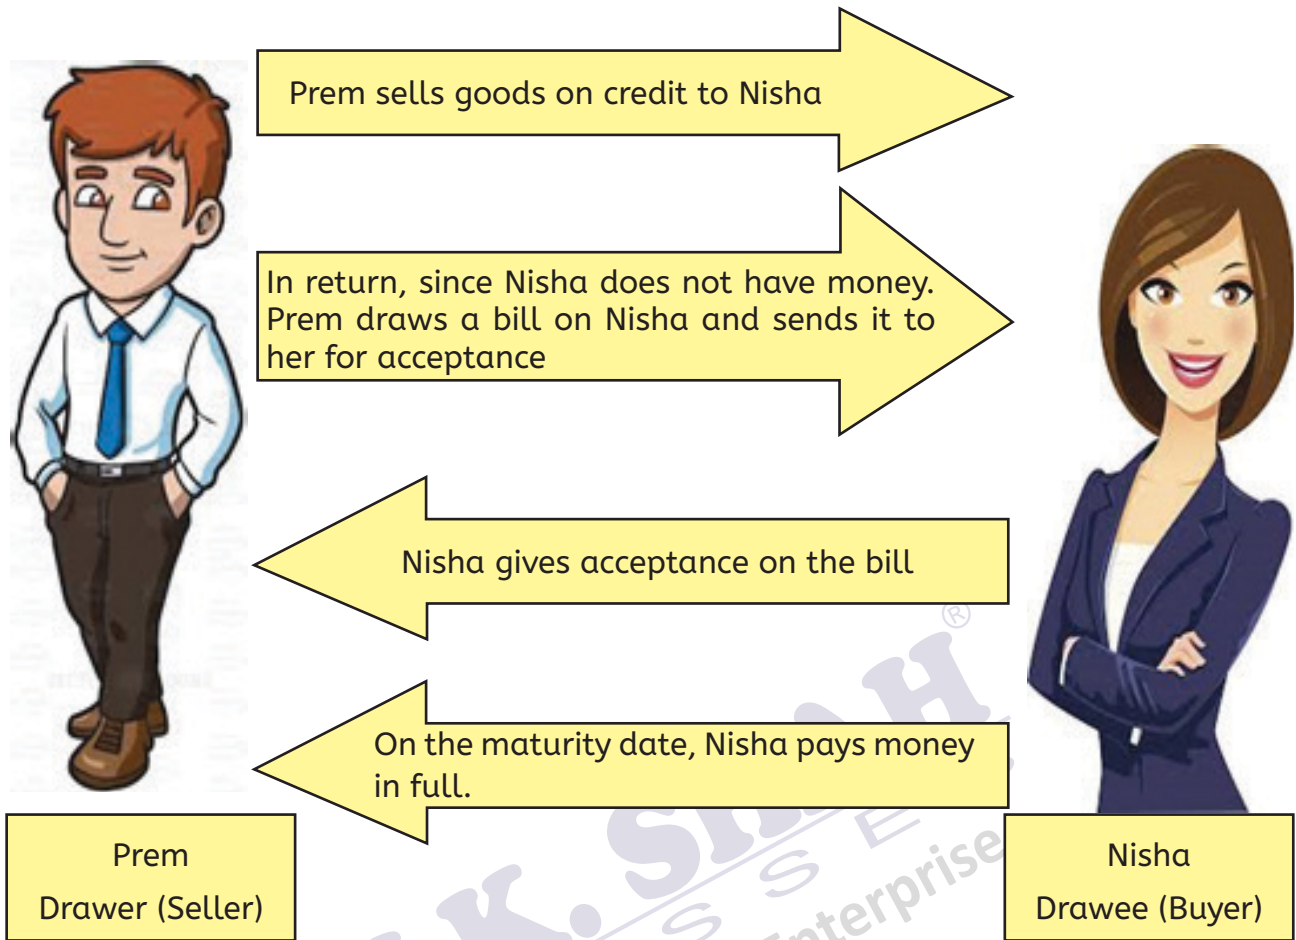 Prem sells goods on credit to Nisha
In return, since Nisha does not have money.
Prem draws a bill on Nisha and sends it to
her for acceptance
Nisha gives acceptance on the bill
On the maturity date, Nisha pays money
in full.
Prem
Drawer (Seller)
Nisha
Drawee (Buyer)
K. SHAH
®
Enterprise